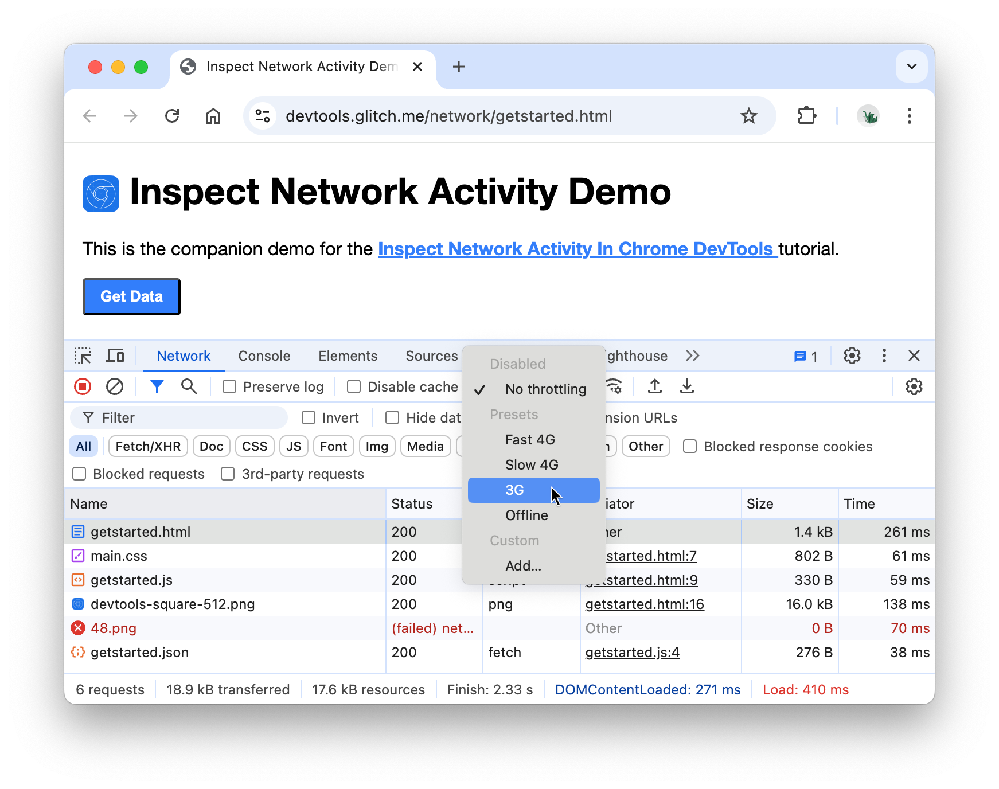 Inspect Network Activity Dem
devtools.glitch.me/network/getstarted.html
Inspect Network Activity Demo
This is the companion demo for the Inspect Network Activity In Chrome DevTools tutorial.
Get Data
Network Console Elements Sources ighthouse 1
Preserve log Disable cache
Filter Invert Hide dat nsion URLs
All Fetch/XHR Doc CSS JS Font Img Media Other Blocked response cookies
Blocked requests 3rd-party requests
Disabled
No throttling
Presets
Fast 4G
Slow 4G
3G
Offline
Custom
Add...
Name Status iator Size Time
getstarted.html 200 her 1.4 kB 261 ms
main.css 200 tstarted.html:7 802 B 61 ms
getstarted.js 200 getstarted.html:9 330 B 59 ms
devtools-square-512.png 200 png getstarted.html:16 16.0 kB 138 ms
48.png (failed) net... Other 0 B 70 ms
getstarted.json 200 fetch getstarted.js:4 276 B 38 ms
6 requests 18.9 kB transferred 17.6 kB resources Finish: 2.33 s DOMContentLoaded: 271 ms Load: 410 ms